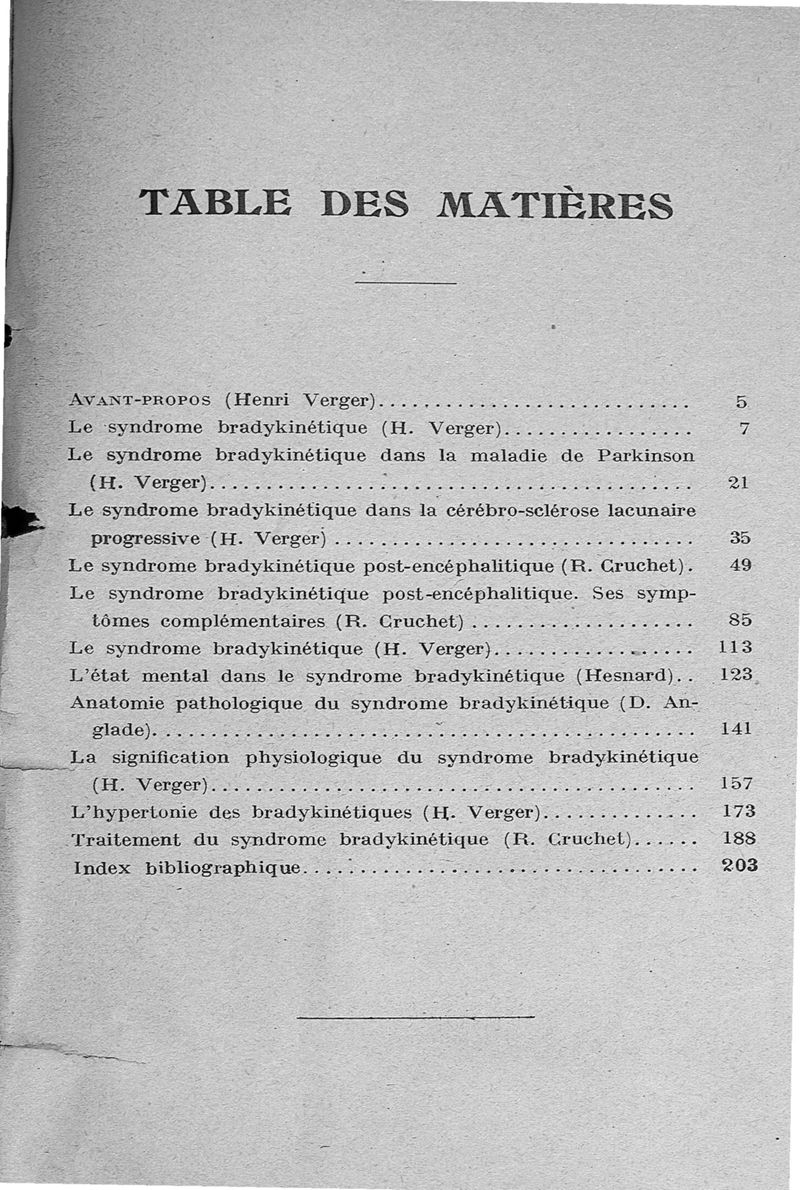 TABLE DES MATIÈRES
AVANT-PROPOS (Henri Verger)............................ 5
Le syndrome bradykinétique (H. Verger)................. 7
Le syndrome bradykinétique dans la maladie de Parkinson
(H. Verger)............................................ 21
Le syndrome bradykinétique dans la cérébro-sclérose lacunaire
progressive (H. Verger) ................................ 35
Le syndrome bradykinétique post-encéphalitique (R. Cruchet). 49
Le syndrome bradykinétique post-encéphalitique. Ses symp-
tômes complémentaires (R. Cruchet) .................... 85
Le syndrome bradykinétique (H. Verger).................. 113
L'état mental dans le syndrome bradykinétique (Hesnard).. 123
Anatomie pathologique du syndrome bradykinétique (D. An-
glade)................................................. 141
La signification physiologique du syndrome bradykinétique
(H. Verger)............................................ 157
L'hypertonie des bradykinétiques (H. Verger).............. 173
Traitement du syndrome bradykinétique (R. Cruchet)...... 188
Index bibliographique................................... 203